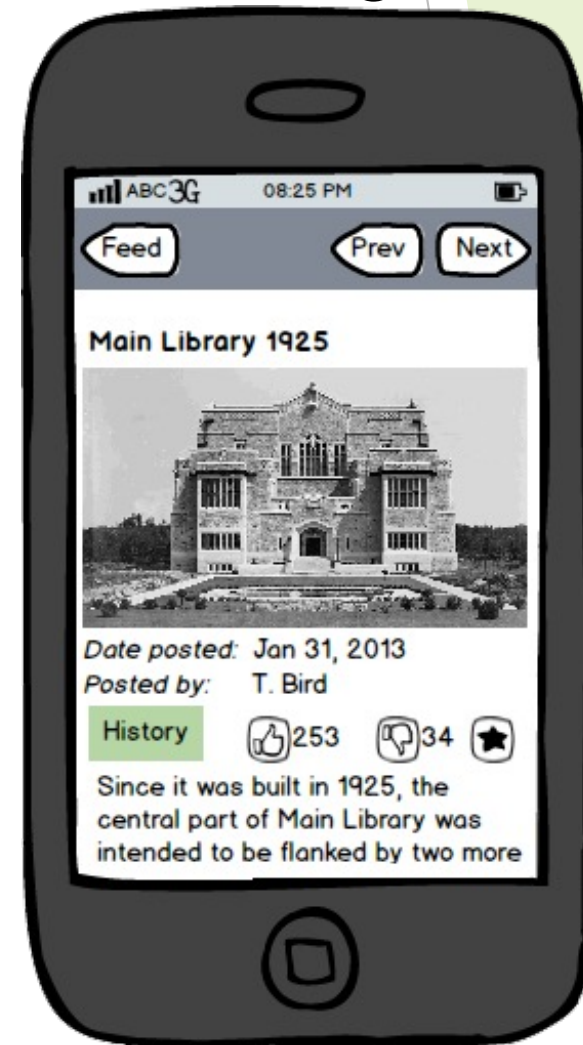 ABC 3G 08:25 PM
Feed Prev Next
Main Library 1925
Date posted: Jan 31, 2013
Posted by: T. Bird
History 253 34
Since it was built in 1925, the
central part of Main Library was
intended to be flanked by two more